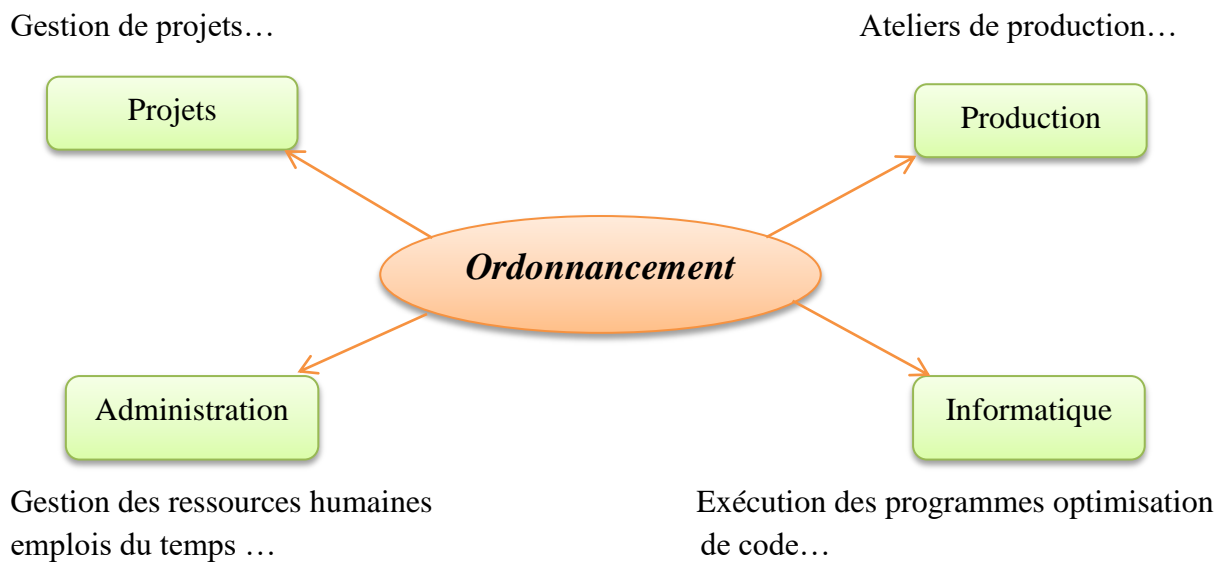 Gestion de projets…
Ateliers de production…
Projets
Production
Ordonnancement
Administration
Informatique
Gestion des ressources humaines
emplois du temps …
Exécution des programmes optimisation
de code…